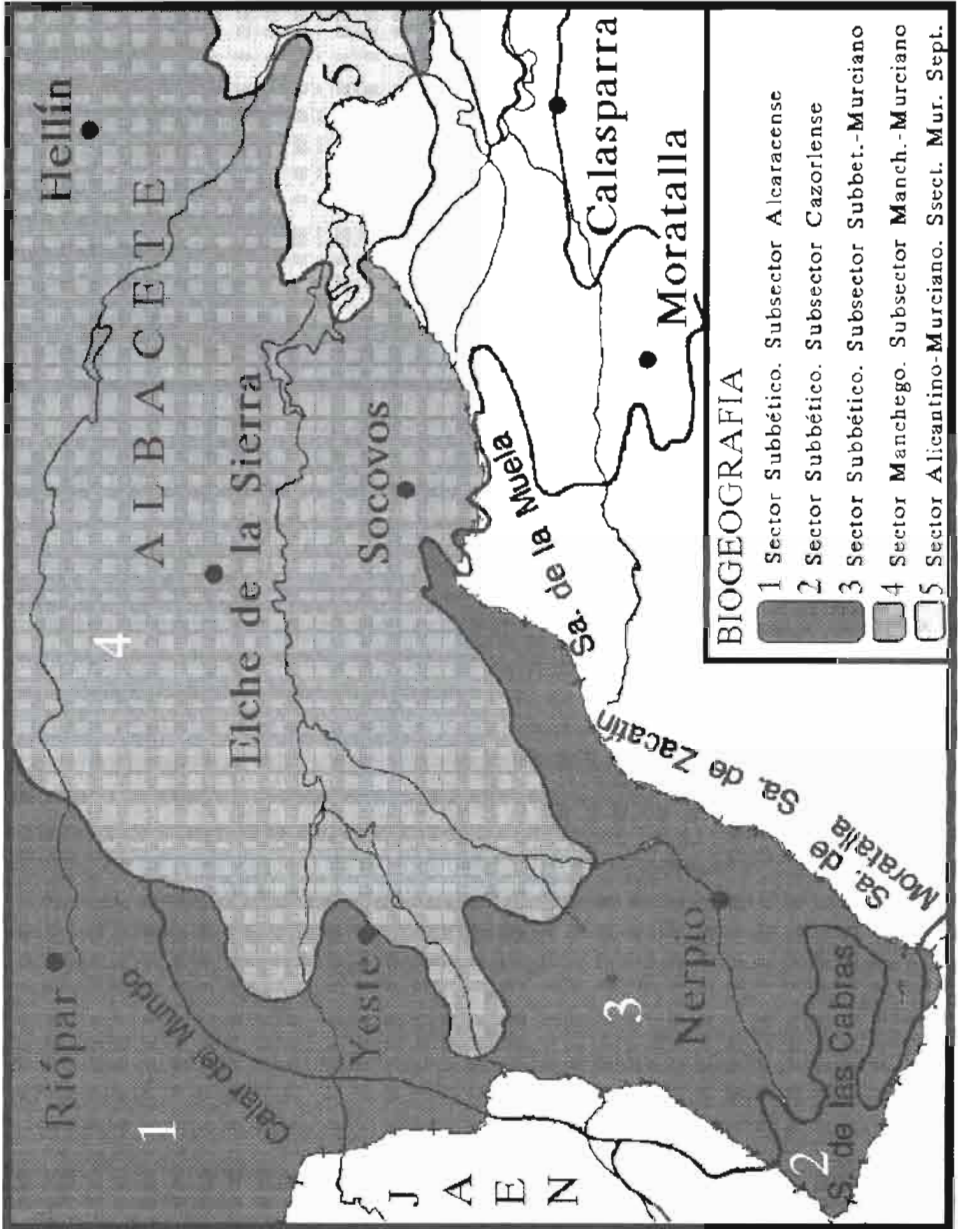 Riópar
Hellín
1
4
Calar del Mundo
ALBACETE
Elche de la Sierra
Yeste
Socovos
5
JAEN
3
Nerpio
Sa. de la Muela
Sa. de Zacatín
Sa. de
Moratalla
Calasparra
Moratalla
2
S. de las Cabras
BIOGEOGRAFIA
1 Sector Subbético. Subsector Alcaracense
2 Sector Subbético. Subsector Cazorlense
3 Sector Subbético. Subsector Subbet.-Murciano
4 Sector Manchego. Subsector Manch.-Murciano
5 Sector Alicantino-Murciano. Ssect. Mur. Sept.